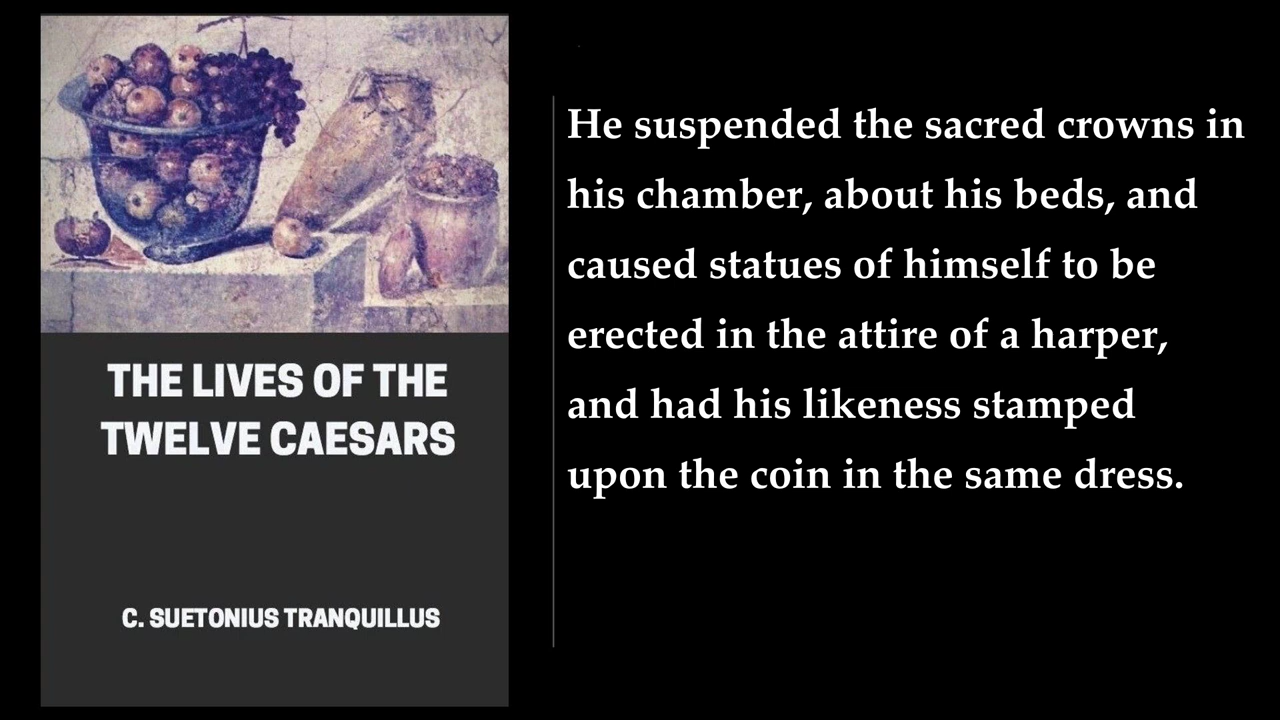 THE LIVES OF THE
TWELVE CAESARS
C. SUETONIUS TRANQUILLUS
He suspended the sacred crowns in
his chamber, about his beds, and
caused statues of himself to be
erected in the attire of a harper,
and had his likeness stamped
upon the coin in the same dress.